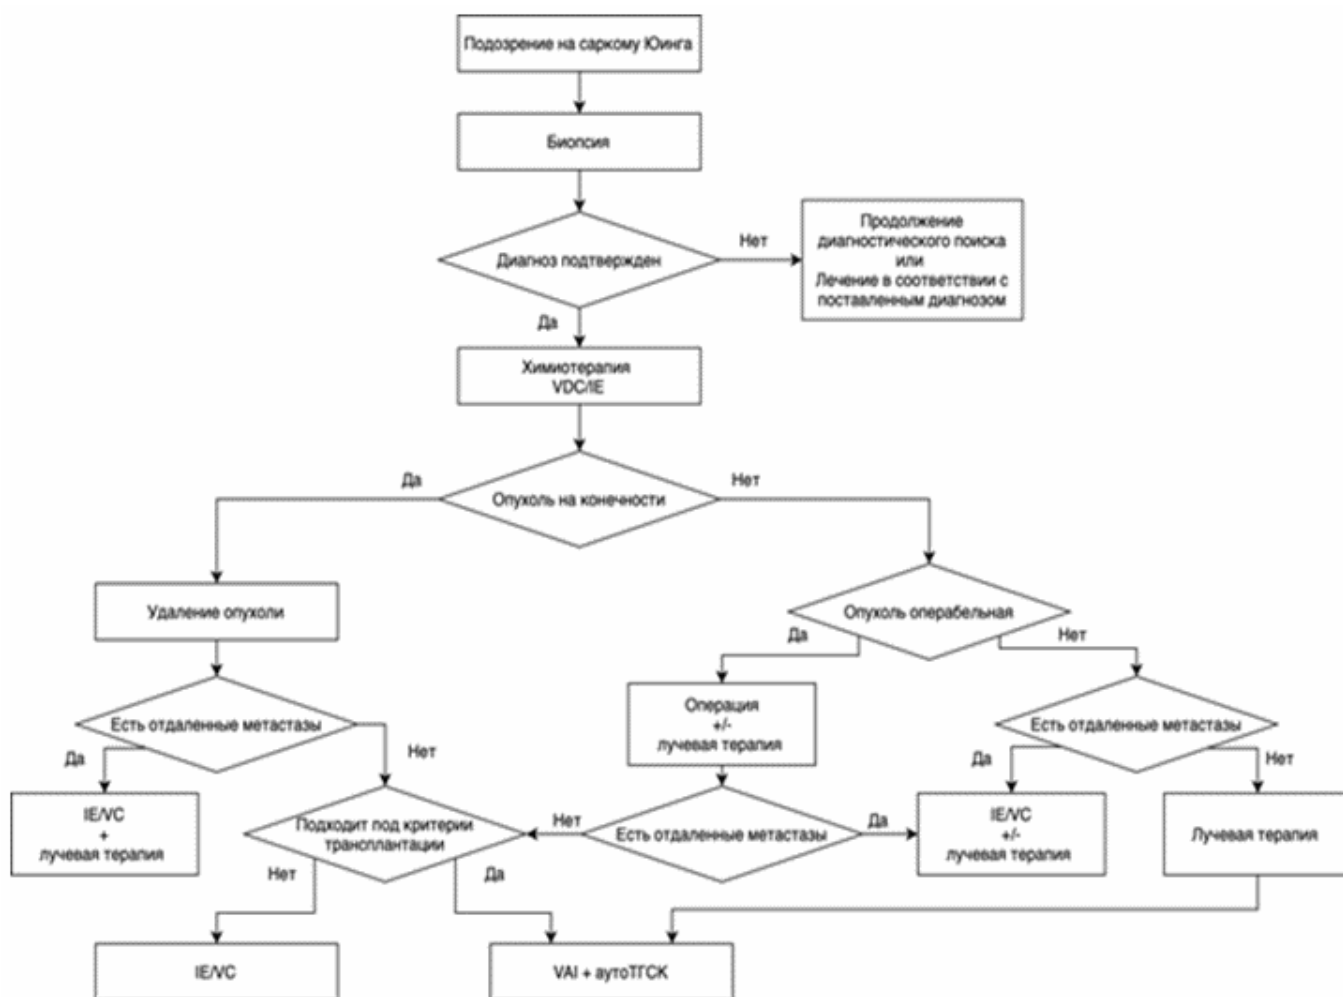 Подозрение на саркому Юинга
Биопсия
Диагноз подтвержден
Нет
Продолжение
диагностического поиска
или
Лечение в соответствии с
поставленным диагнозом
Да
Химиотерапия
VDC/IE
Да
Опухоль на конечности
Нет
Удаление опухоли
Опухоль операбельная
Да
Нет
Есть отдаленные метастазы
Да
Нет
Операция
+/-
лучевая терапия
Есть отдаленные метастазы
Да
Нет
IE/VC
+
лучевая терапия
Подходит под критерии
трансплантации
Нет
Да
Нет
Есть отдаленные метастазы
Да
IE/VC
+/-
лучевая терапия
Лучевая терапия
IE/VC
VAI + аутоТГСК